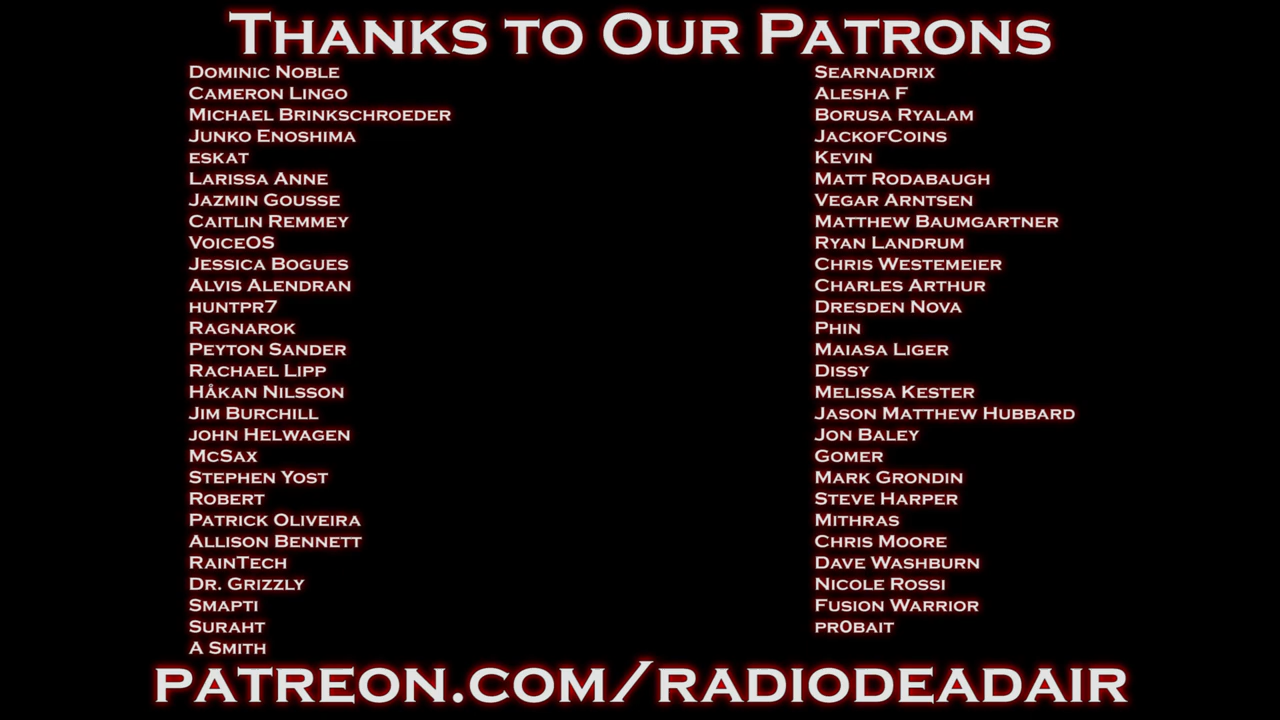 Thanks to Our Patrons
Dominic Noble
Cameron Lingo
Michael Brinkschroeder
Junko Enoshima
eskat
Larissa Anne
Jazmin Gousse
Caitlin Remmey
VoiceOS
Jessica Bogues
Alvis Alendran
huntpr7
Ragnarok
Peyton Sander
Rachael Lipp
Håkan Nilsson
Jim Burchill
john Helwagen
McSax
Stephen Yost
Robert
Patrick Oliveira
Allison Bennett
RainTech
Dr. Grizzly
Smapti
Suraht
A Smith
Searnadrix
Alesha F
Borusa Ryalam
JackofCoins
Kevin
Matt Rodabaugh
Vegar Arntsen
Matthew Baumgartner
Ryan Landrum
Chris Westemeier
Charles Arthur
Dresden Nova
Phin
Maiasa Liger
Dissy
Melissa Kester
Jason Matthew Hubbard
Jon Baley
Gomer
Mark Grondin
Steve Harper
Mithras
Chris Moore
Dave Washburn
Nicole Rossi
Fusion Warrior
pr0bait
patreon.com/radiodeadair